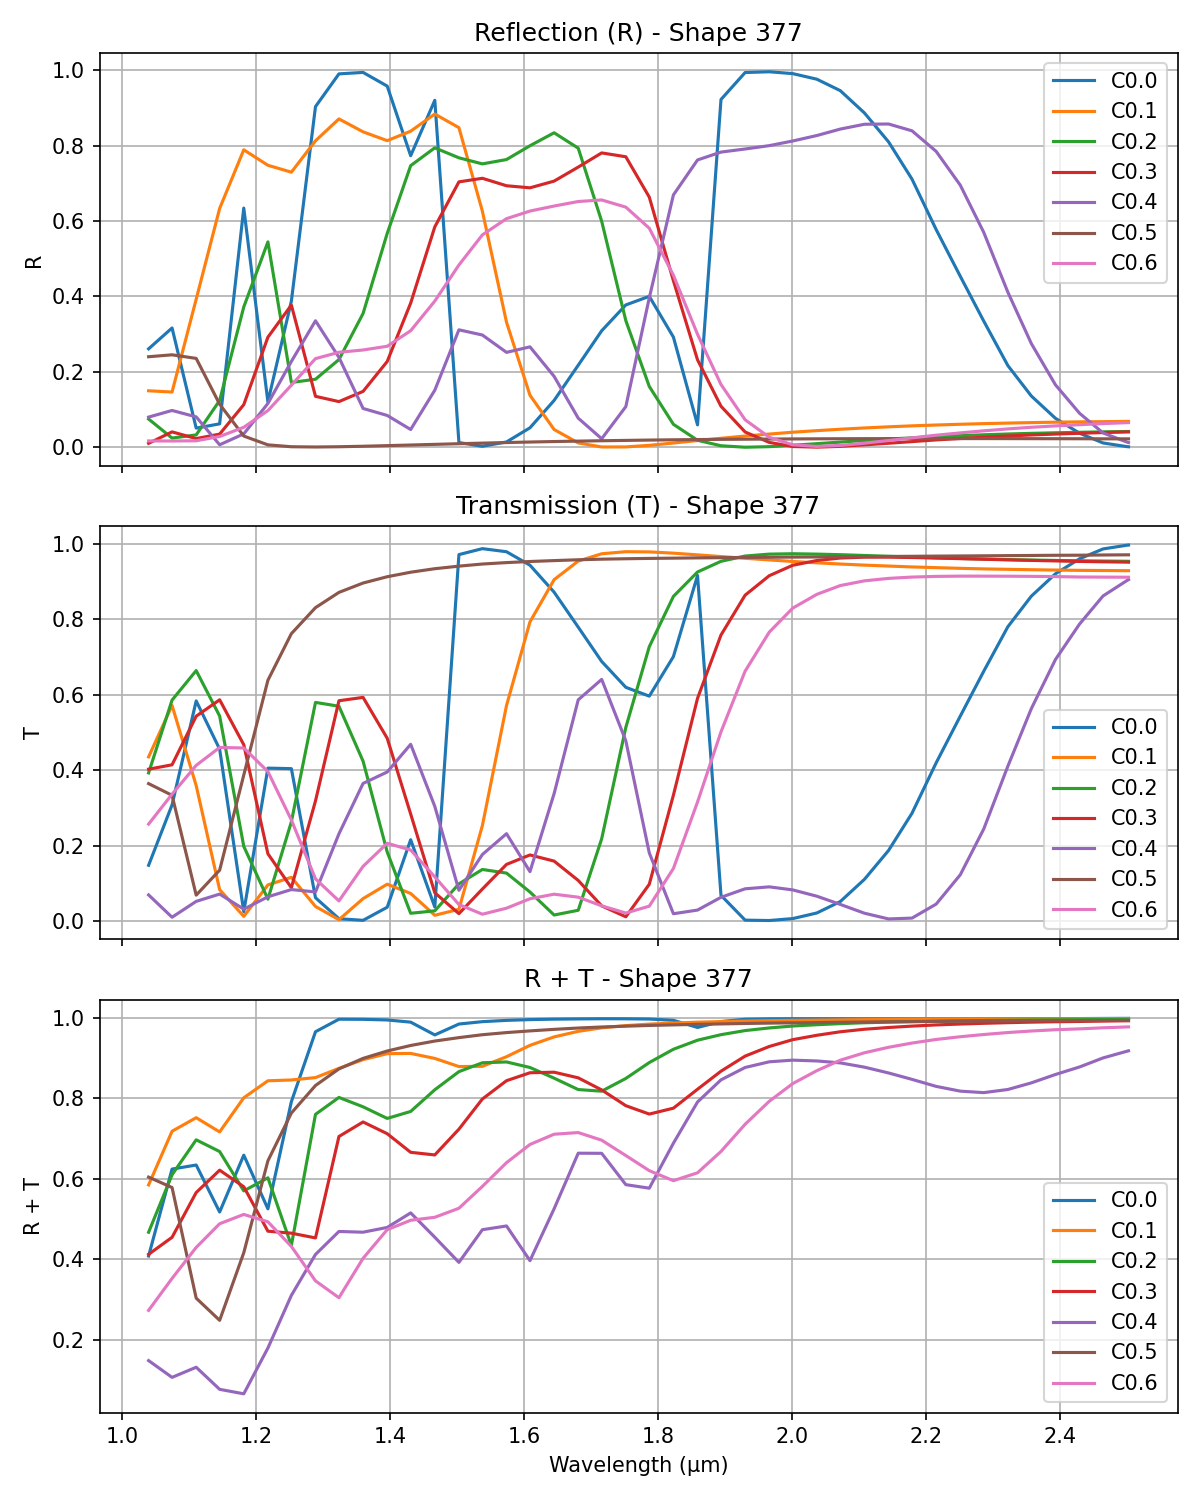 Reflection (R) - Shape 377
1.0
0.8
0.6
0.4
0.2
0.0
R
C0.0
C0.1
C0.2
C0.3
C0.4
C0.5
C0.6
Transmission (T) - Shape 377
1.0
0.8
0.6
0.4
0.2
0.0
T
C0.0
C0.1
C0.2
C0.3
C0.4
C0.5
C0.6
R + T - Shape 377
1.0
0.8
0.6
0.4
0.2
R + T
C0.0
C0.1
C0.2
C0.3
C0.4
C0.5
C0.6
1.0 1.2 1.4 1.6 1.8 2.0 2.2 2.4
Wavelength (μm)